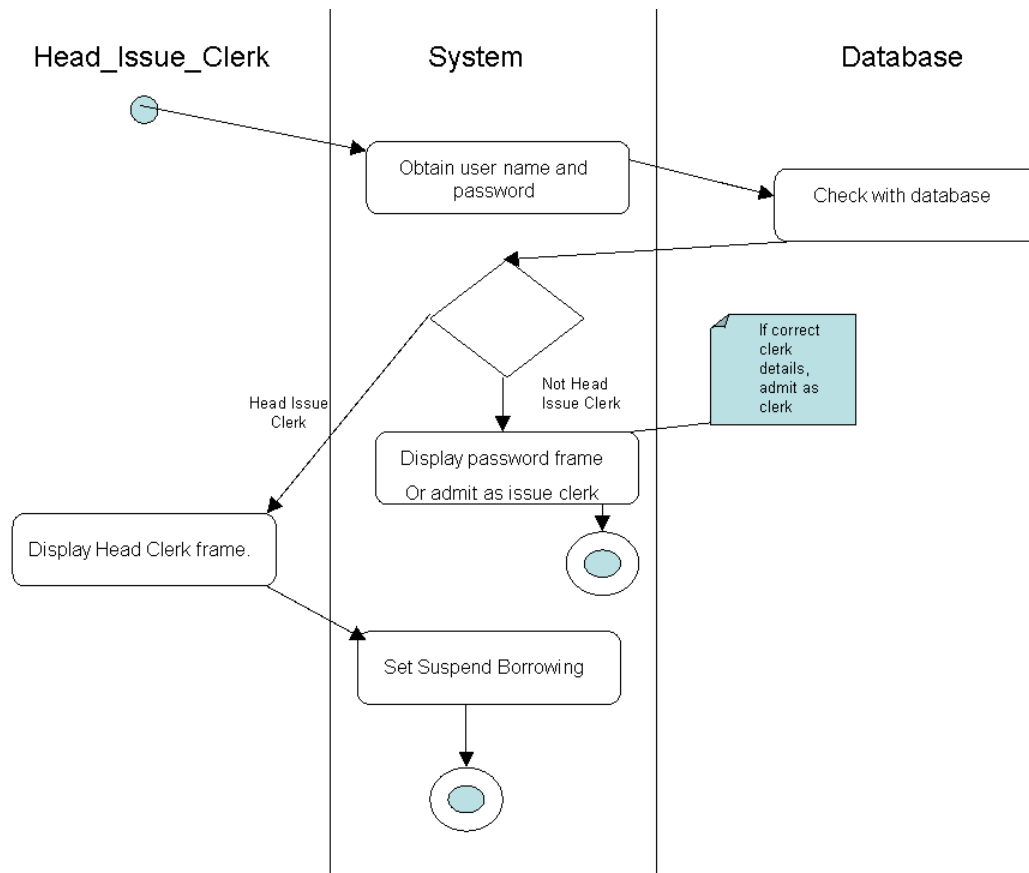 Head_Issue_Clerk
System
Database
Obtain user name and
password
Check with database
If correct
clerk
details,
admit as
clerk
Head Issue
Clerk
Not Head
Issue Clerk
Display password frame
Or admit as issue clerk
Display Head Clerk frame.
Set Suspend Borrowing